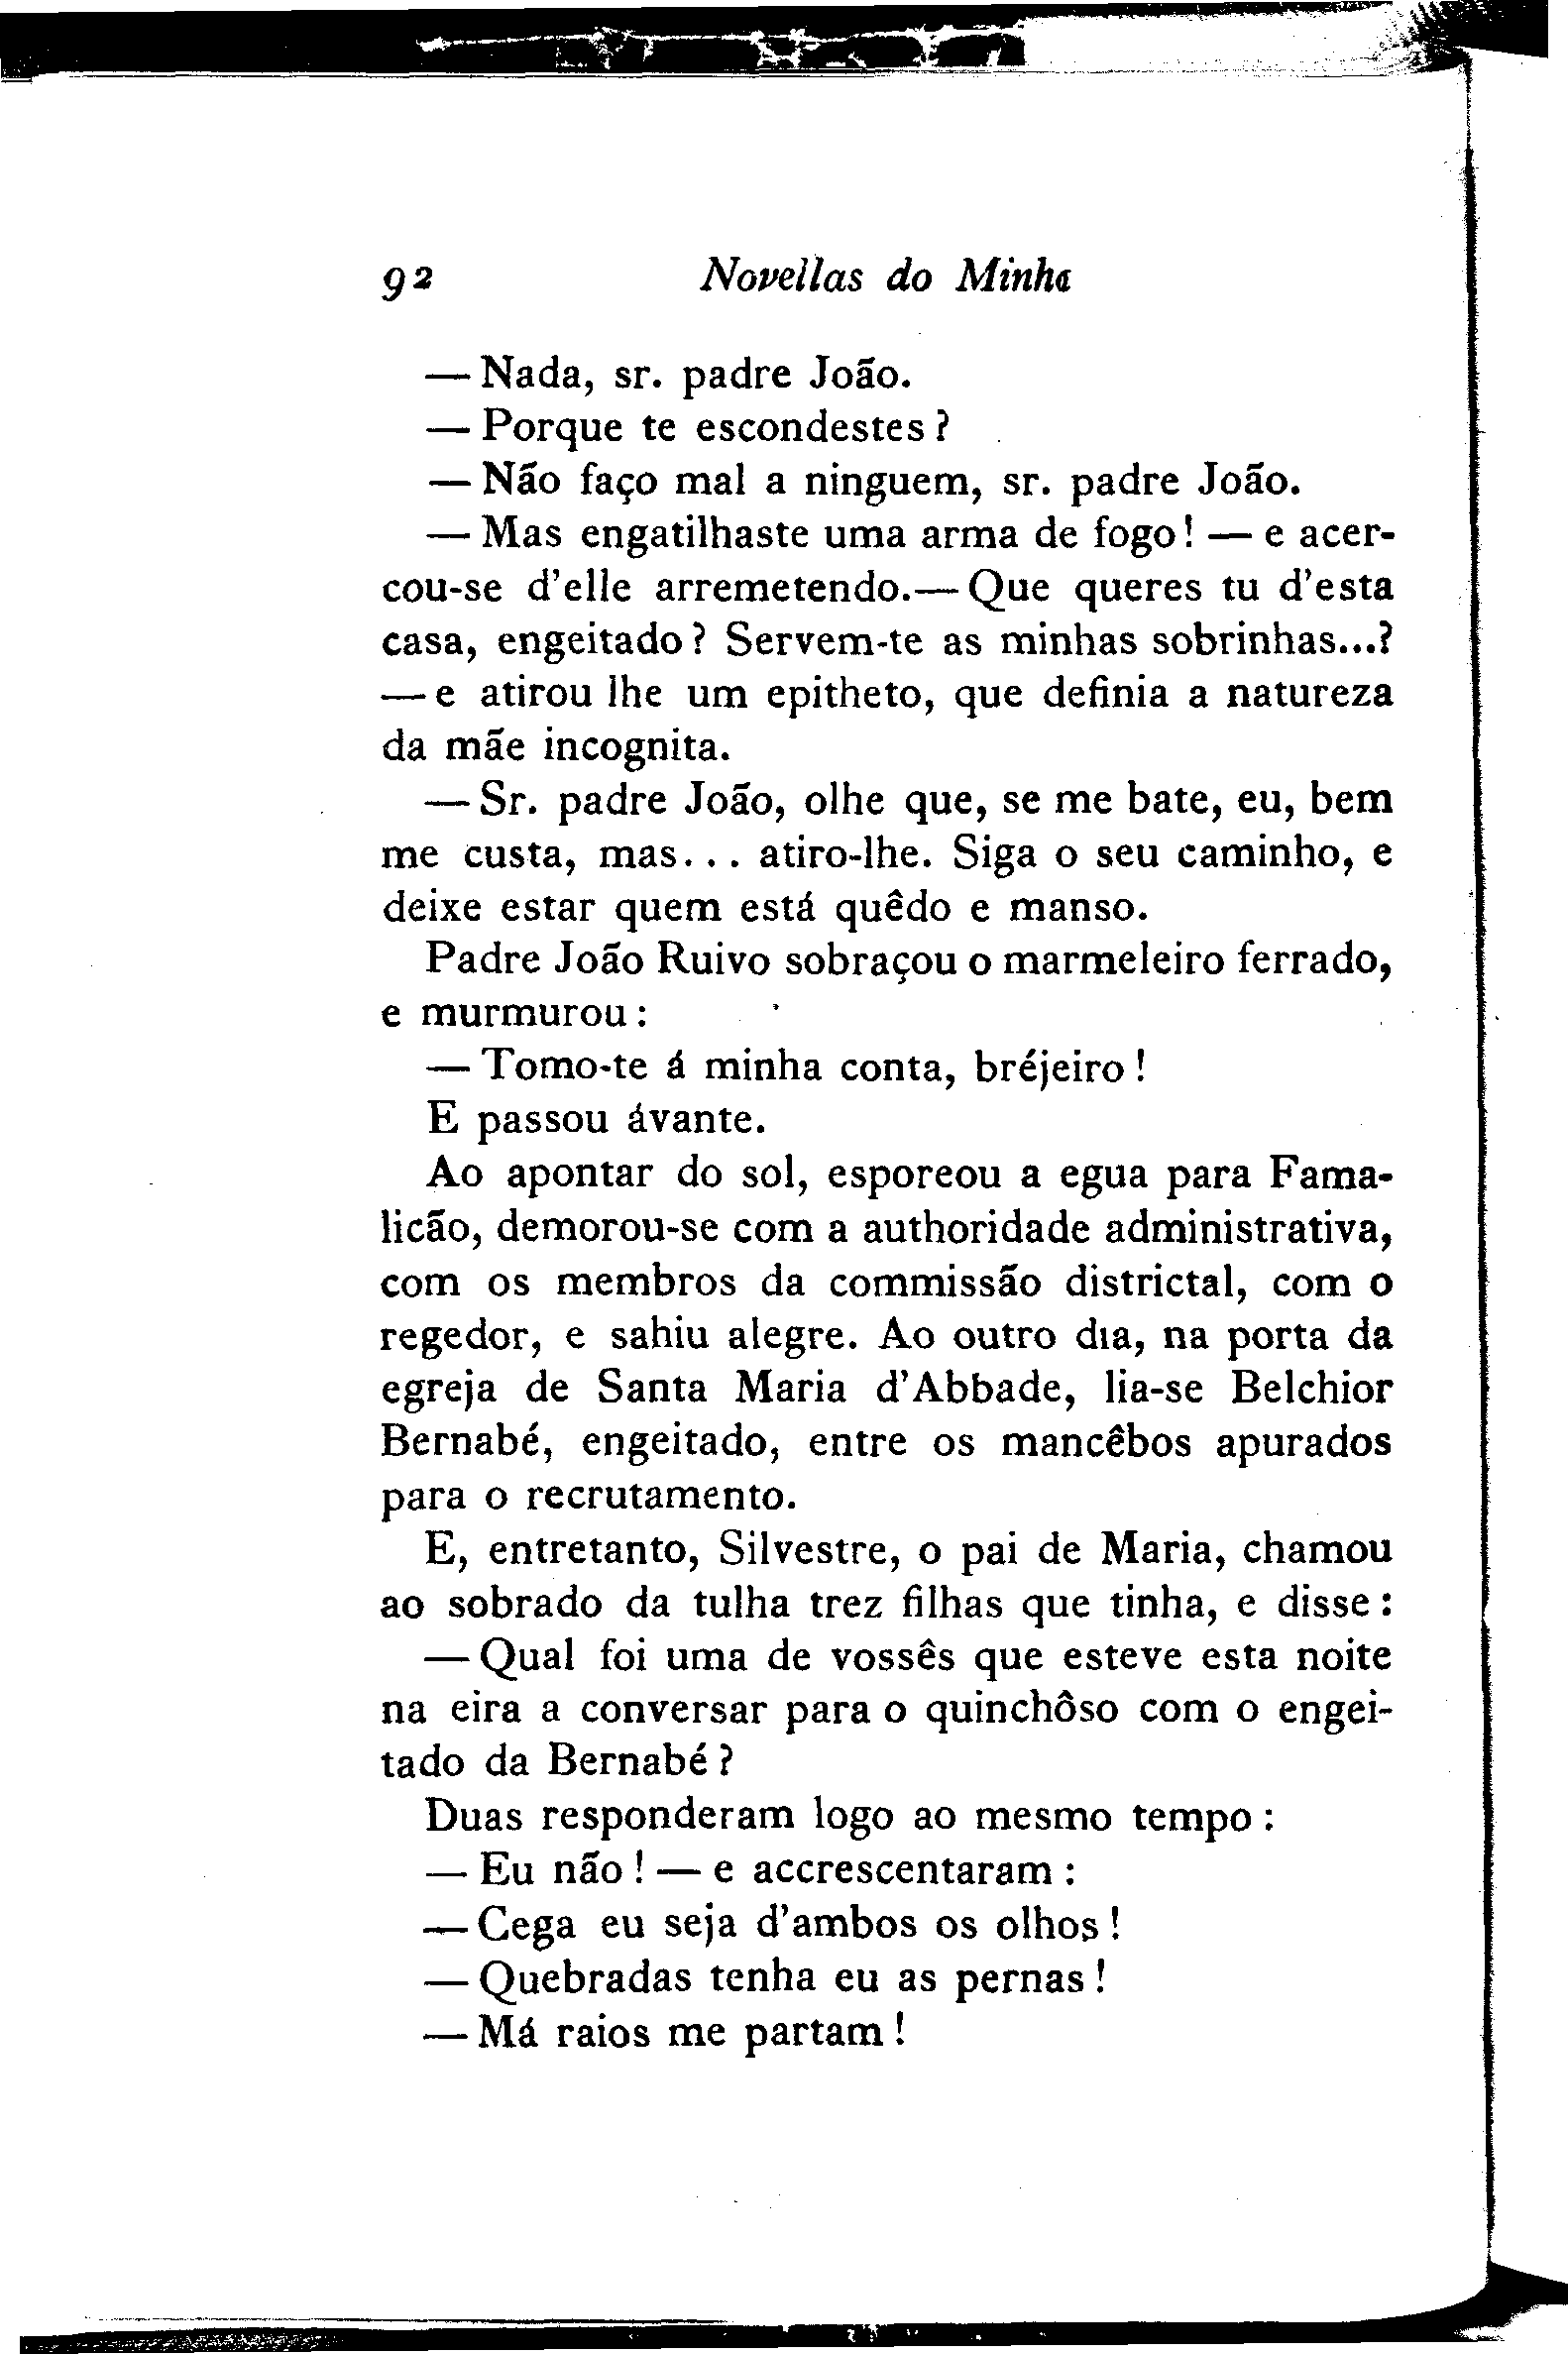 92 Novellas do Minho
— Nada, sr. padre João.
— Porque te escondestes?
— Não faço mal a ninguem, sr. padre João.
— Mas engatilhaste uma arma de fogo! — e acer-
cou-se d'elle arremetendo.— Que queres tu d'esta
casa, engeitado? Servem-te as minhas sobrinhas...?
— e atirou lhe um epitheto, que definia a natureza
da mãe incognita.
— Sr. padre João, olhe que, se me bate, eu, bem
me custa, mas... atiro-lhe. Siga o seu caminho, e
deixe estar quem está quêdo e manso.
Padre João Ruivo sobraçou o marmeleiro ferrado,
e murmurou:
— Tomo-te á minha conta, bréjeiro!
E passou ávante.
Ao apontar do sol, esporeou a egua para Fama-
licão, demorou-se com a authoridade administrativa,
com os membros da commissão districtal, com o
regedor, e sahiu alegre. Ao outro dia, na porta da
egreja de Santa Maria d'Abbade, lia-se Belchior
Bernabé, engeitado, entre os mancêbos apurados
para o recrutamento.
E, entretanto, Silvestre, o pai de Maria, chamou
ao sobrado da tulha trez filhas que tinha, e disse:
— Qual foi uma de vossês que esteve esta noite
na eira a conversar para o quinchôso com o engei-
tado da Bernabé?
Duas responderam logo ao mesmo tempo:
— Eu não! — e accrescentaram:
— Cega eu seja d'ambos os olhos!
— Quebradas tenha eu as pernas!
— Má raios me partam!